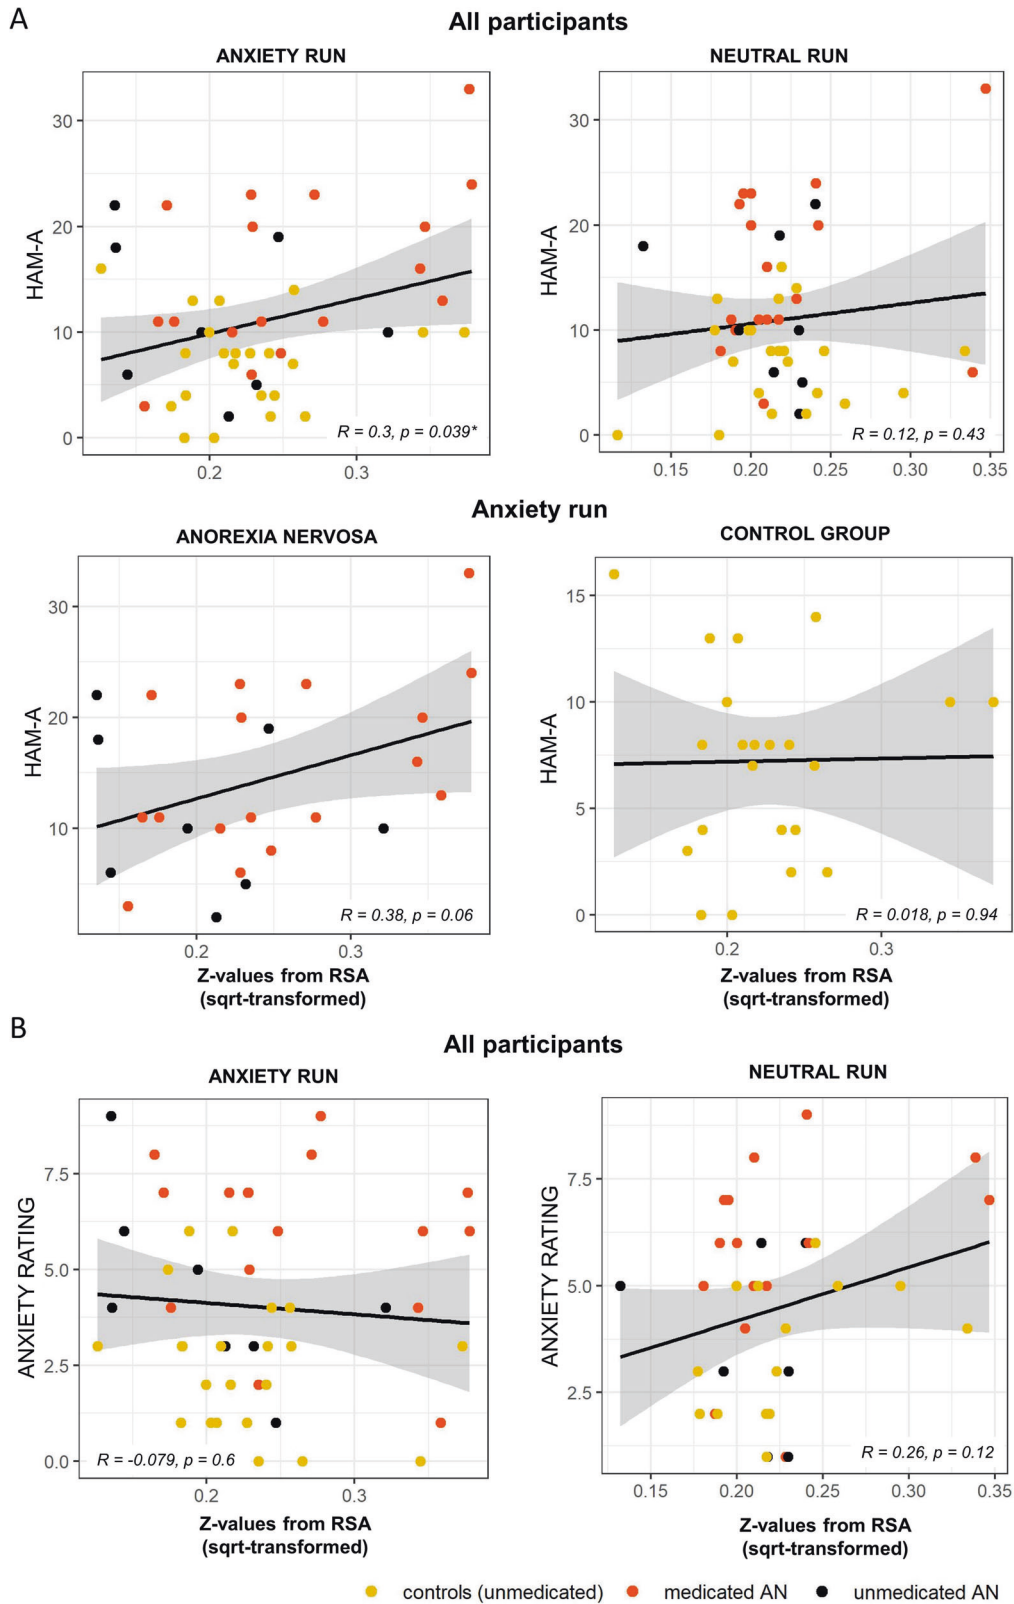 A
All participants
ANXIETY RUN
NEUTRAL RUN
HAM-A
30
20
10
0
0.2
0.3
R = 0.3, p = 0.039*
HAM-A
30
20
10
0
0.15
0.20
0.25
0.30
0.35
R = 0.12, p = 0.43
Anxiety run
ANOREXIA NERVOSA
CONTROL GROUP
HAM-A
30
20
10
0.2
0.3
R = 0.38, p = 0.06
Z-values from RSA
(sqrt-transformed)
HAM-A
15
10
5
0
0.2
0.3
R = 0.018, p = 0.94
Z-values from RSA
(sqrt-transformed)
B
All participants
ANXIETY RUN
NEUTRAL RUN
ANXIETY RATING
7.5
5.0
2.5
0.0
0.2
0.3
R = -0.079, p = 0.6
Z-values from RSA
(sqrt-transformed)
ANXIETY RATING
7.5
5.0
2.5
0.15
0.20
0.25
0.30
0.35
R = 0.26, p = 0.12
Z-values from RSA
(sqrt-transformed)
controls (unmedicated)
medicated AN
unmedicated AN